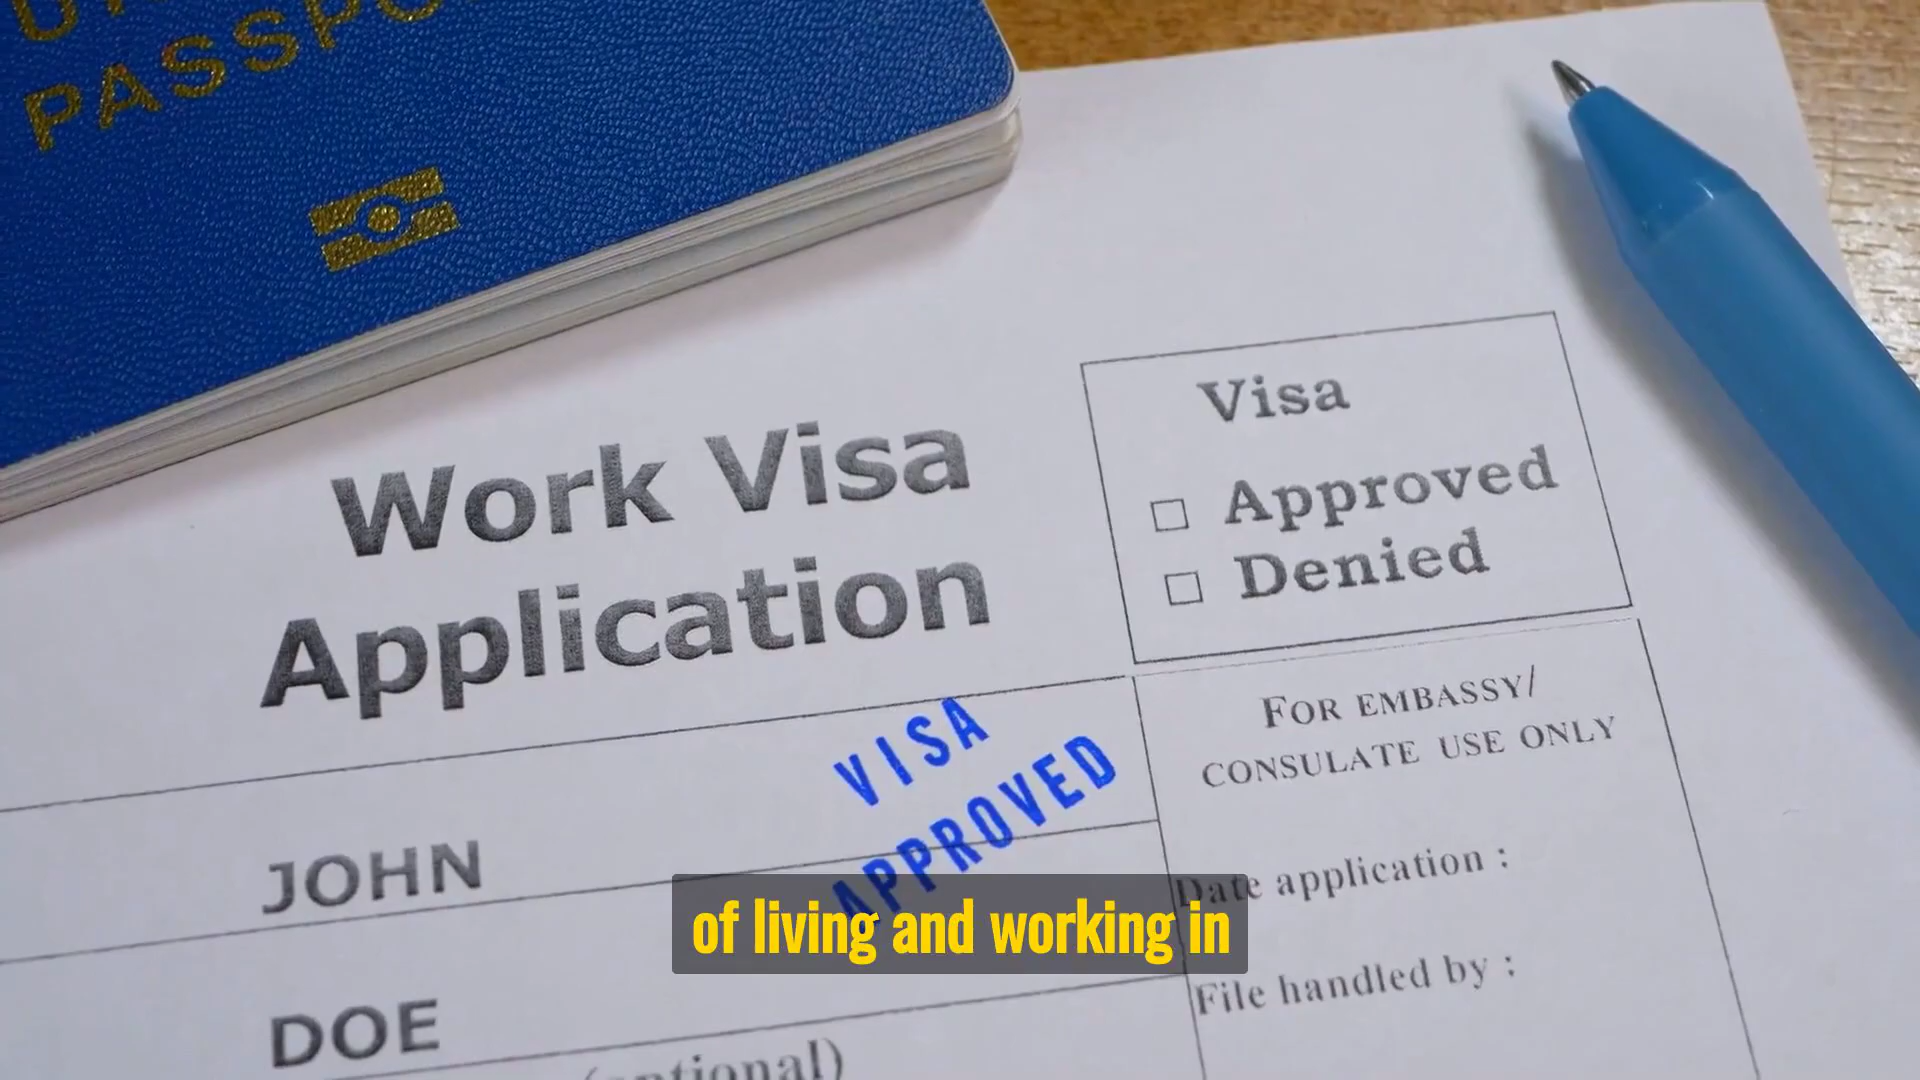 PASSPO
Work Visa
Application
Visa
□ Approved
□ Denied
FOR EMBASSY/
CONSULATE USE ONLY
VISA
APPROVED
JOHN
Date application :
of living and working in
DOE
File handled by :